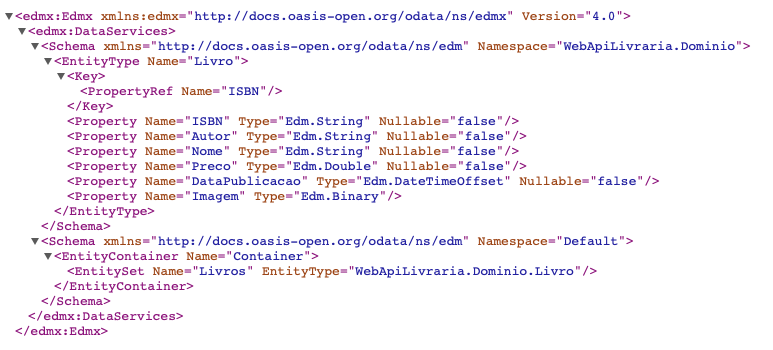 <edmx:Edmx xmlns:edmx="http://docs.oasis-open.org/odata/ns/edmx" Version="4.0">
<edmx:DataServices>
<Schema xmlns="http://docs.oasis-open.org/odata/ns/edm" Namespace="WebApiLivraria.Dominio">
<EntityType Name="Livro">
<Key>
<PropertyRef Name="ISBN"/>
</Key>
<Property Name="ISBN" Type="Edm.String" Nullable="false"/>
<Property Name="Autor" Type="Edm.String" Nullable="false"/>
<Property Name="Nome" Type="Edm.String" Nullable="false"/>
<Property Name="Preco" Type="Edm.Double" Nullable="false"/>
<Property Name="DataPublicacao" Type="Edm.DateTimeOffset" Nullable="false"/>
<Property Name="Imagem" Type="Edm.Binary"/>
</EntityType>
</Schema>
<Schema xmlns="http://docs.oasis-open.org/odata/ns/edm" Namespace="Default">
<EntityContainer Name="Container">
<EntitySet Name="Livros" EntityType="WebApiLivraria.Dominio.Livro"/>
</EntityContainer>
</Schema>
</edmx:DataServices>
</edmx:Edmx>